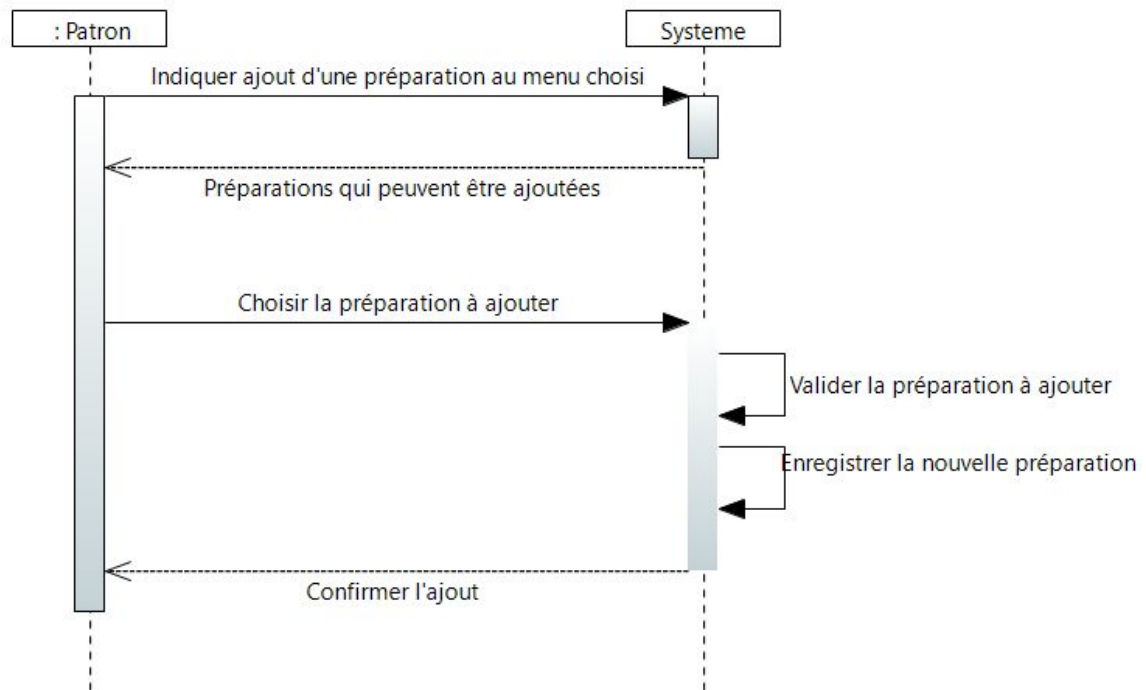 : Patron
Systeme
Indiquer ajout d'une préparation au menu choisi
Préparations qui peuvent être ajoutées
Choisir la préparation à ajouter
Valider la préparation à ajouter
Enregistrer la nouvelle préparation
Confirmer l'ajout